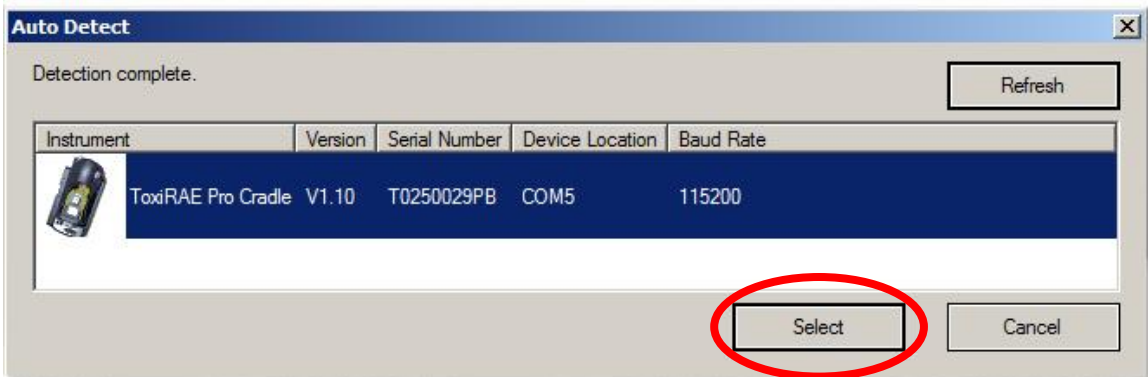 Auto Detect
Detection complete.
Refresh
Instrument Version Serial Number Device Location Baud Rate
ToxiRAE Pro Cradle V1.10 T0250029PB COM5 115200
Select Cancel